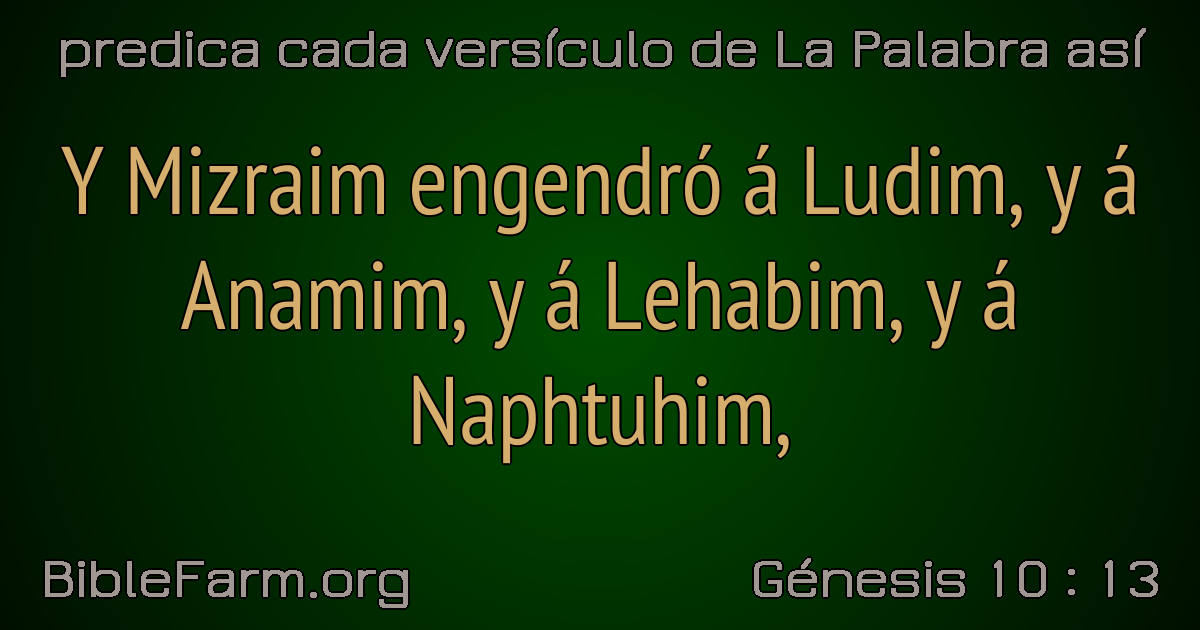 predica cada versículo de La Palabra así
Y Mizraim engendró á Ludim, y á
Anamim, y á Lehabim, y á
Naphtuhim,
BibleFarm.org
Génesis 10 : 13